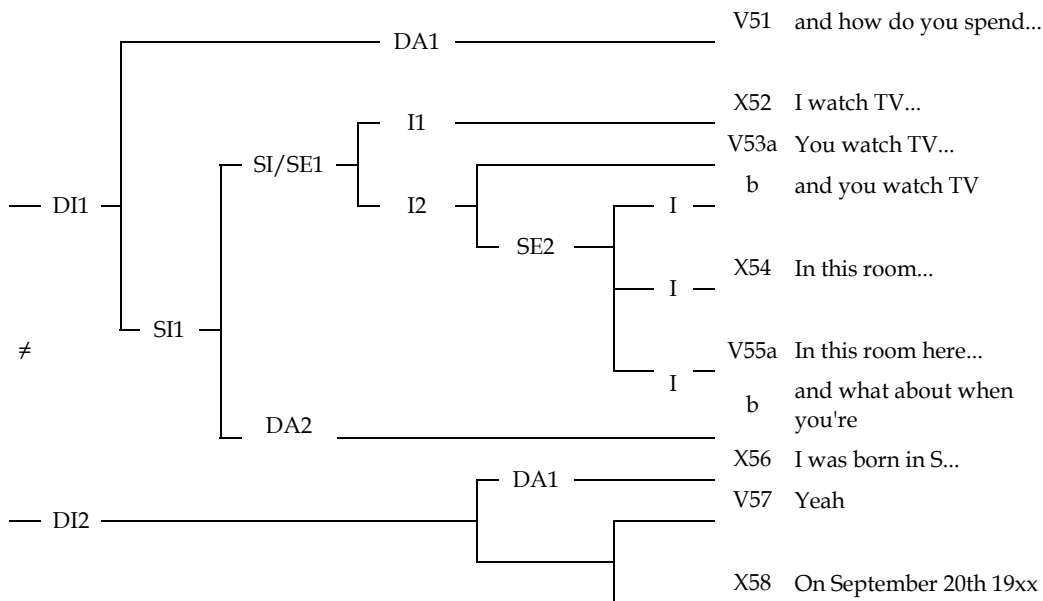 V51 and how do you spend...
DA1
X52 I watch TV...
I1
V53a You watch TV...
SI/SE1
b and you watch TV
DI1 I2 I
SE2
X54 In this room...
I
SI1
≠
V55a In this room here...
I
and what about when
b
you're
DA2
X56 I was born in S...
DA1
V57 Yeah
DI2
X58 On September 20th 19xx